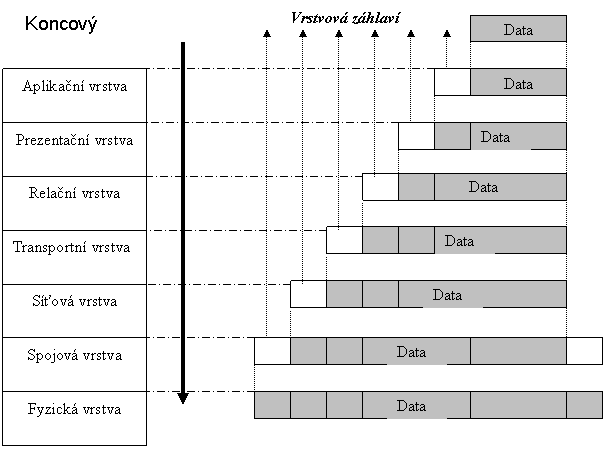 Koncový
Vrstvová záhlaví
Data
Aplikační vrstva
Data
Prezentační vrstva
Data
Relační vrstva
Data
Transportní vrstva
Data
Síťová vrstva
Data
Spojová vrstva
Data
Fyzická vrstva
Data